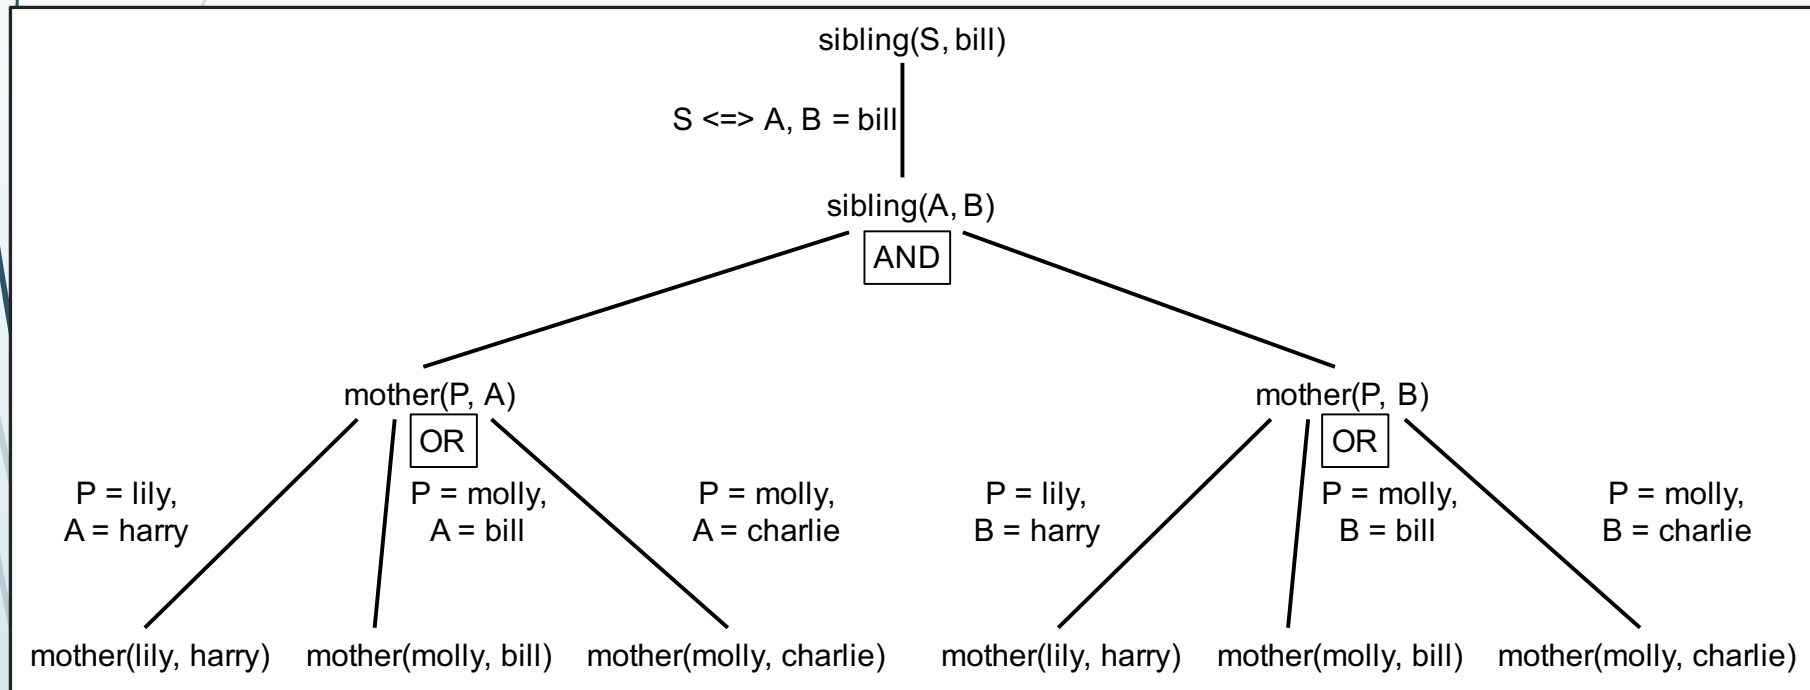 sibling(S, bill)
S <=> A, B = bill
sibling(A, B)
AND
mother(P, A)
mother(P, B)
OR
OR
P = lily,
A = harry
P = molly,
A = bill
P = molly,
A = charlie
P = lily,
B = harry
P = molly,
B = bill
P = molly,
B = charlie
mother(lily, harry)
mother(molly, bill)
mother(molly, charlie)
mother(lily, harry)
mother(molly, bill)
mother(molly, charlie)